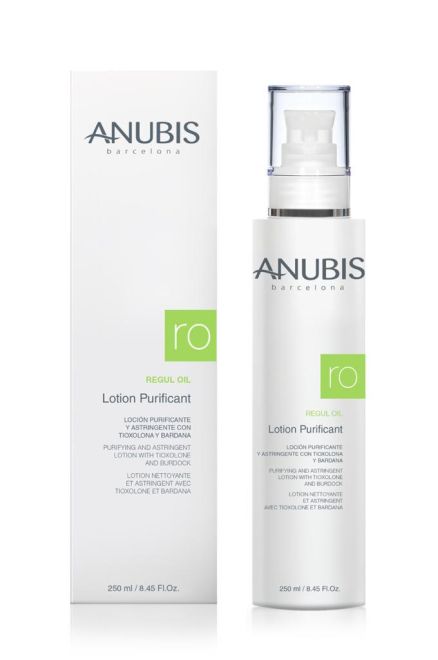 ANUBIS
barcelona
ro
REGUL OIL
Lotion Purificant
LOCIÓN PURIFICANTE
Y ASTRINGENTE CON
TIOXOLONA Y BARDANA
PURIFYING AND ASTRINGENT
LOTION WITH TIOXOLONE
AND BURDOCK
LOTION NETTOYANTE
ET ASTRINGENT AVEC
TIOXOLONE ET BARDANA
250 ml / 8.45 Fl.Oz.
ANUBIS
barcelona
ro
REGUL OIL
Lotion Purificant
LOCIÓN PURIFICANTE
Y ASTRINGENTE CON TIOXOLONA
Y BARDANA
PURIFYING AND ASTRINGENT
LOTION WITH TIOXOLONE
AND BURDOCK
LOTION NETTOYANTE
ET ASTRINGENT
AVEC TIOXOLONE ET BARDANA
250 ml / 8.45 Fl.Oz.